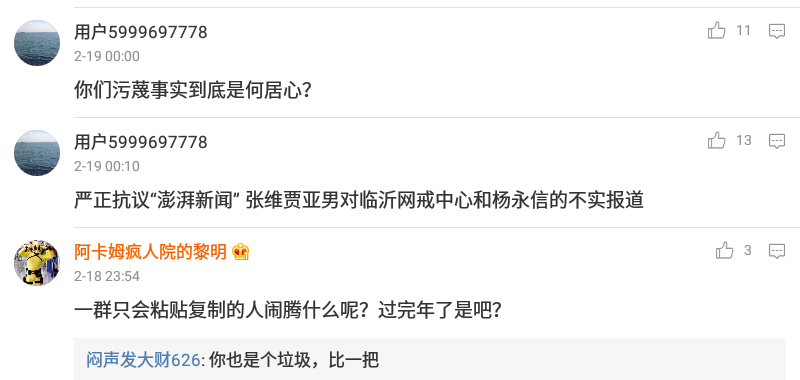 用户5999697778
11
2-19 00:00
你们污蔑事实到底是何居心？
用户5999697778
13
2-19 00:10
严正抗议“澎湃新闻” 张维贾亚男对临沂网戒中心和杨永信的不实报道
阿卡姆疯人院的黎明
3
2-18 23:54
一群只会粘贴复制的人闹腾什么呢？过完年了是吧？
闷声发大财626: 你也是个垃圾，比一把